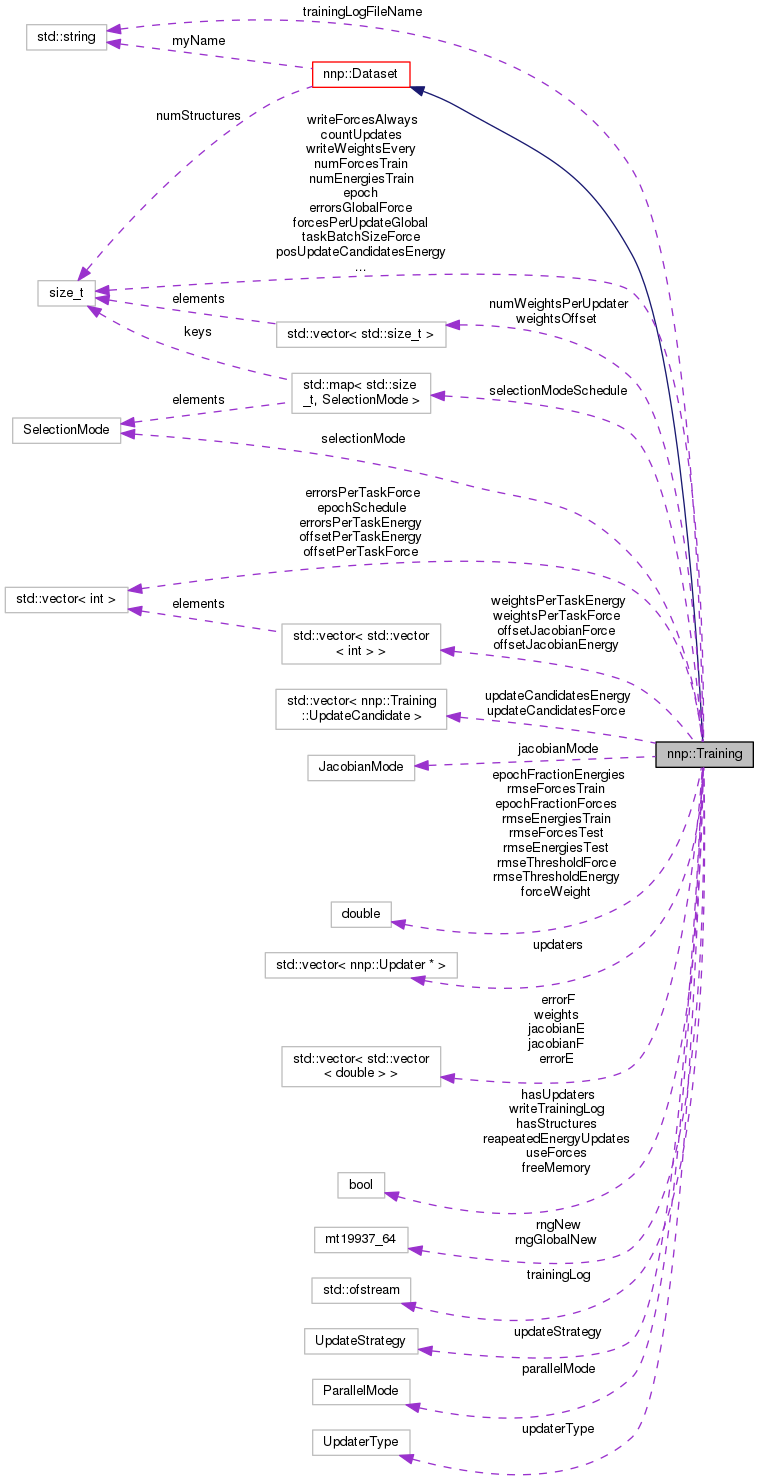 trainingLogFileName
std::string
myName
nnp::Dataset
numStructures
writeForcesAlways
countUpdates
writeWeightsEvery
numForcesTrain
numEnergiesTrain
epoch
errorsGlobalForce
forcesPerUpdateGlobal
taskBatchSizeForce
posUpdateCandidatesEnergy
...
size_t
elements
numWeightsPerUpdater
weightsOffset
std::vector< std::size_t >
keys
std::map< std::size
_t, SelectionMode >
selectionModeSchedule
elements
SelectionMode
selectionMode
errorsPerTaskForce
epochSchedule
errorsPerTaskEnergy
offsetPerTaskEnergy
offsetPerTaskForce
std::vector< int >
elements
weightsPerTaskEnergy
weightsPerTaskForce
offsetJacobianForce
offsetJacobianEnergy
std::vector< std::vector
< int > >
std::vector< nnp::Training
::UpdateCandidate >
updateCandidatesEnergy
updateCandidatesForce
nnp::Training
jacobianMode
JacobianMode
epochFractionEnergies
rmseForcesTrain
epochFractionForces
rmseEnergiesTrain
rmseForcesTest
rmseEnergiesTest
rmseThresholdForce
rmseThresholdEnergy
forceWeight
double
updaters
std::vector< nnp::Updater * >
errorF
weights
jacobianE
jacobianF
errorE
std::vector< std::vector
< double > >
hasUpdaters
writeTrainingLog
hasStructures
reapeatedEnergyUpdates
useForces
freeMemory
bool
rngNew
rngGlobalNew
mt19937_64
trainingLog
std::ofstream
updateStrategy
UpdateStrategy
parallelMode
ParallelMode
updaterType
UpdaterType